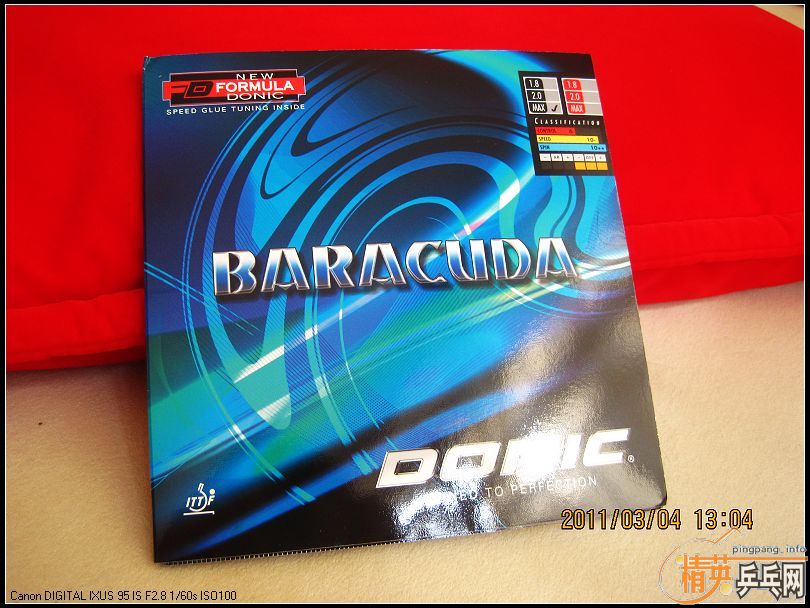 NEW
FD FORMULA
DONIC
SPEED GLUE TUNING INSIDE
1.8 1.8
2.0 2.0
MAX ✓ MAX
CLASSIFICATION
CONTROL 6
SPEED 10-
SPIN 10++
BARACUDA
DONIC®
TO PERFECTION
ITTF
2011/03/04 13:04
pingpang.info
精英乒乓网
Canon DIGITAL IXUS 95 IS F2.8 1/60s ISO100